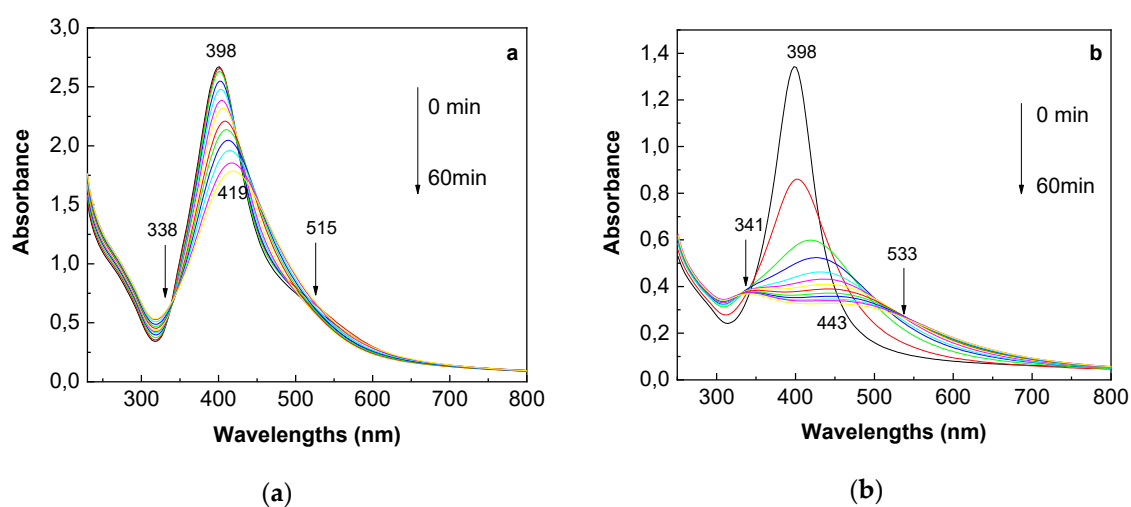 3,0
2,5
2,0
1,5
1,0
0,5
0,0
Absorbance
398
a
0 min
60min
419
338
515
300 400 500 600 700 800
Wavelengths (nm)
(a)
1,4
1,2
1,0
0,8
0,6
0,4
0,2
0,0
Absorbance
398
b
0 min
60min
341
533
443
300 400 500 600 700 800
Wavelengths (nm)
(b)